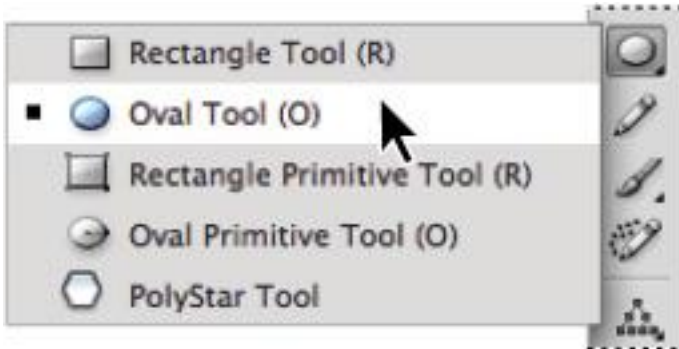 Rectangle Tool (R)
Oval Tool (O)
Rectangle Primitive Tool (R)
Oval Primitive Tool (O)
PolyStar Tool